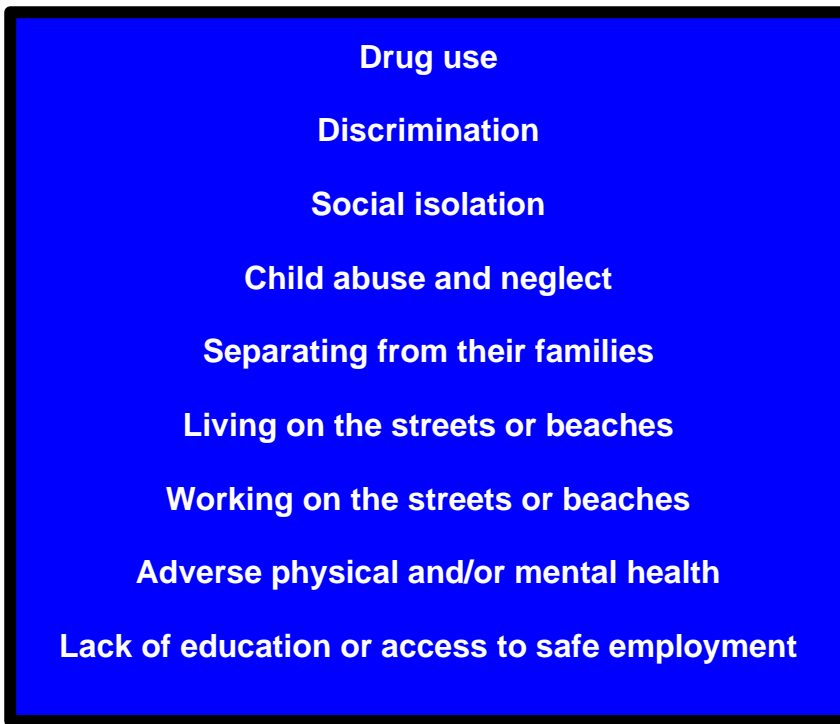 Drug use
Discrimination
Social isolation
Child abuse and neglect
Separating from their families
Living on the streets or beaches
Working on the streets or beaches
Adverse physical and/or mental health
Lack of education or access to safe employment